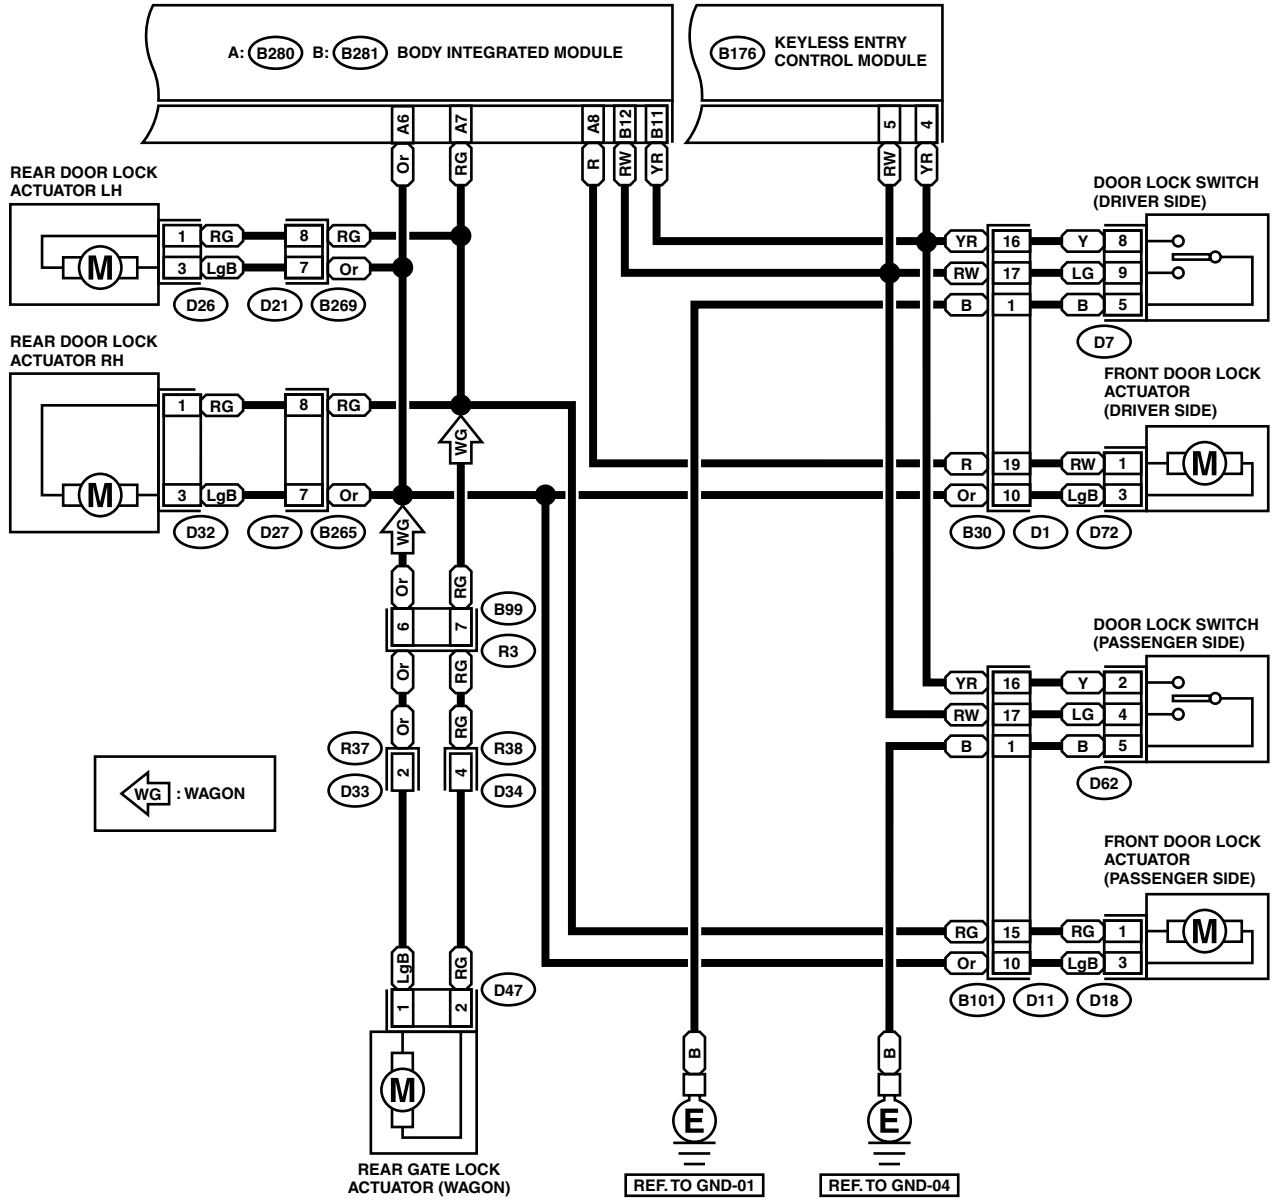 A: B280 B: B281 BODY INTEGRATED MODULE
B176 KEYLESS ENTRY
CONTROL MODULE
A6 A7 A8 B12 B11 5 4
Or RG R RW YR RW YR
REAR DOOR LOCK
ACTUATOR LH
M 1 RG 8 RG
3 LgB 7 Or
D26 D21 B269
DOOR LOCK SWITCH
(DRIVER SIDE)
YR 16 Y 8
RW 17 LG 9
B 1 B 5
D7
REAR DOOR LOCK
ACTUATOR RH
1 RG 8 RG
M 3 LgB 7 Or
D32 D27 B265
FRONT DOOR LOCK
ACTUATOR
(DRIVER SIDE)
R 19 RW 1 M
Or 10 LgB 3
B30 D1 D72
WG
WG
Or RG
6 7
B99
R3
Or RG
Or RG
R37 R38
2 4
D33 D34
WG : WAGON
DOOR LOCK SWITCH
(PASSENGER SIDE)
YR 16 Y 2
RW 17 LG 4
B 1 B 5
D62
FRONT DOOR LOCK
ACTUATOR
(PASSENGER SIDE)
RG 15 RG 1 M
Or 10 LgB 3
B101 D11 D18
LgB RG
1 2
D47
M
REAR GATE LOCK
ACTUATOR (WAGON)
B B
E E
REF. TO GND-01 REF. TO GND-04